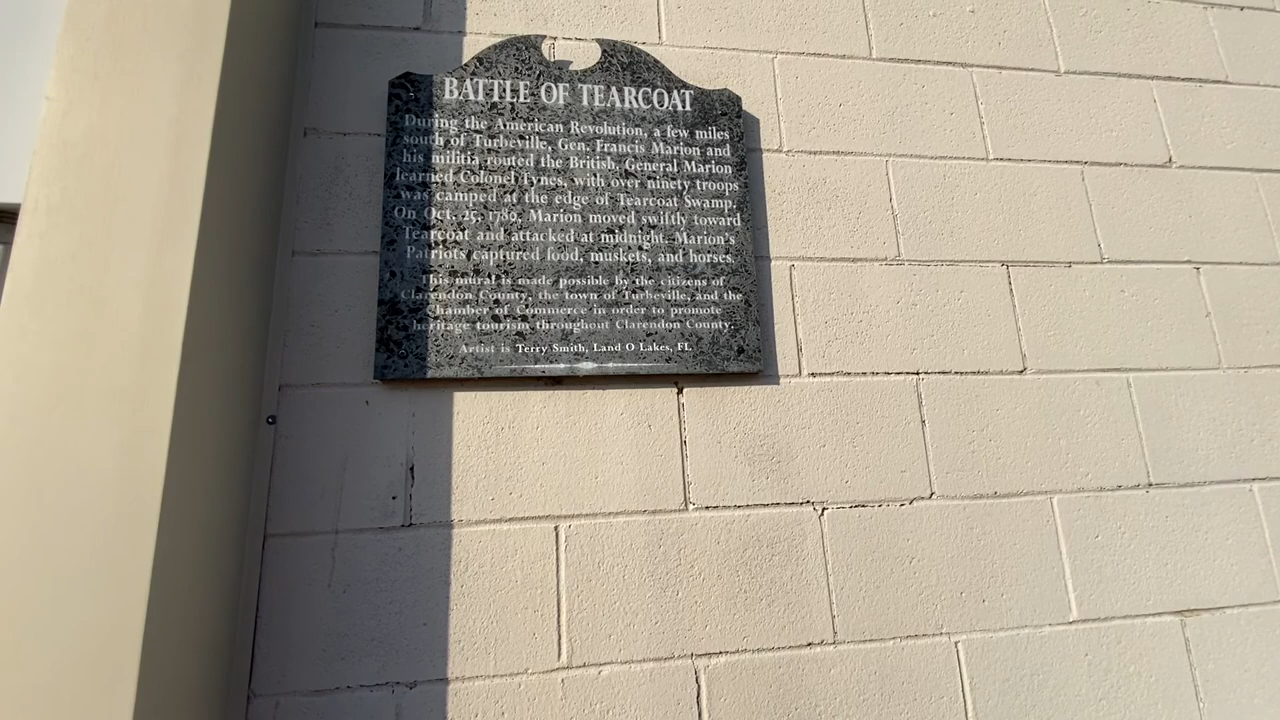 BATTLE OF TEARCOAT
During the American Revolution, a few miles
south of Turbeville, Gen. Francis Marion and
his militia routed the British. General Marion
learned Colonel Tynes, with over ninety troops
was camped at the edge of Tearcoat Swamp.
On Oct. 25, 1780, Marion moved swiftly toward
Tearcoat and attacked at midnight. Marion's
Patriots captured food, muskets, and horses.
This mural is made possible by the citizens of
Clarendon County, the town of Turbeville, and the
Chamber of Commerce in order to promote
heritage tourism throughout Clarendon County.
Artist is Terry Smith, Land O Lakes, FL